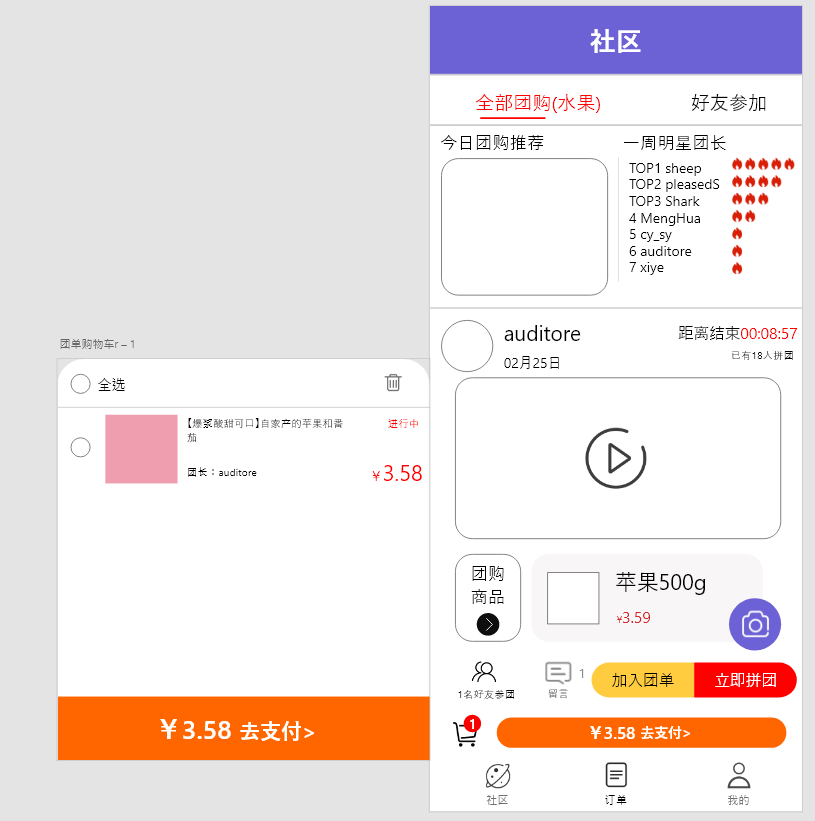 社区
全部团购(水果)
好友参加
今日团购推荐
一周明星团长
TOP1 sheep
TOP2 pleasedS
TOP3 Shark
4 MengHua
5 cy_sy
6 auditore
7 xiye
auditore
02月25日
距离结束00:08:57
已有18人拼团
团购
商品
苹果500g
¥3.59
1名好友参团
留言
1
加入团单
立即拼团
1
¥3.58 去支付>
社区
订单
我的
团单购物车r – 1
全选
【爆浆酸甜可口】自家产的苹果和番
茄
进行中
团长：auditore
¥3.58
¥3.58 去支付>